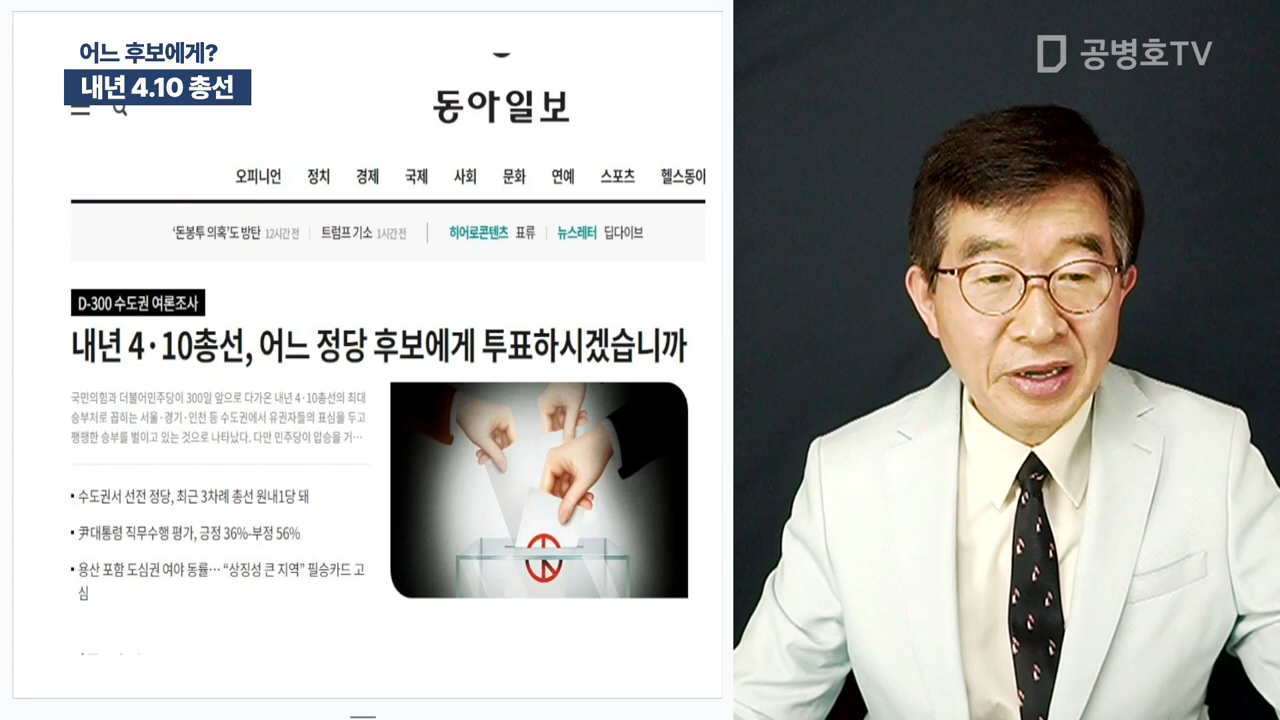 어느 후보에게?
내년 4.10 총선
공병호TV
동아일보
오피니언 정치 경제 국제 사회 문화 연예 스포츠 헬스동아
'돈봉투 의혹'도 방탄 12시간 전 트럼프 기소 1시간 전 히어로콘텐츠 표류 뉴스레터 딥다이브
D-300 수도권 여론조사
내년 4·10총선, 어느 정당 후보에게 투표하시겠습니까
국민의힘과 더불어민주당이 300일 앞으로 다가온 내년 4·10총선의 최대
승부처로 꼽히는 서울·경기·인천 등 수도권에서 유권자들의 표심을 두고
팽팽한 승부를 벌이고 있는 것으로 나타났다. 다만 민주당이 압승을 거…
수도권서 선전 정당, 최근 3차례 총선 원내1당 돼
尹대통령 직무수행 평가, 긍정 36%-부정 56%
용산 포함 도심권 여야 동률… “상징성 큰 지역” 필승카드 고
심